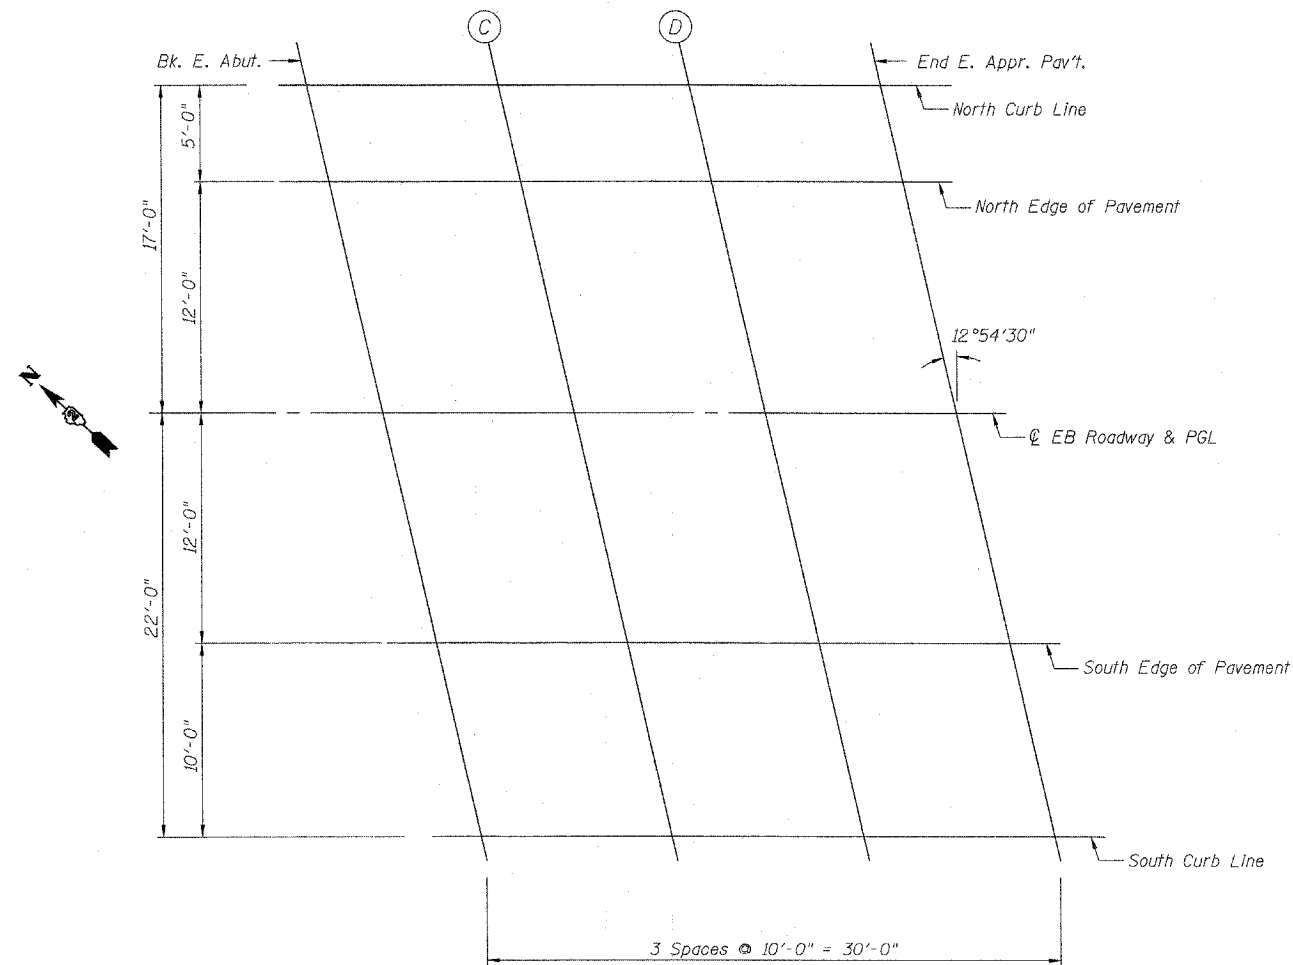 C
D
Bk. E. Abut.
End E. Appr. Pav't.
North Curb Line
5'-0"
North Edge of Pavement
17'-0"
12'-0"
12°54'30"
N
℄ EB Roadway & PGL
12'-0"
22'-0"
South Edge of Pavement
10'-0"
South Curb Line
3 Spaces @ 10'-0" = 30'-0"